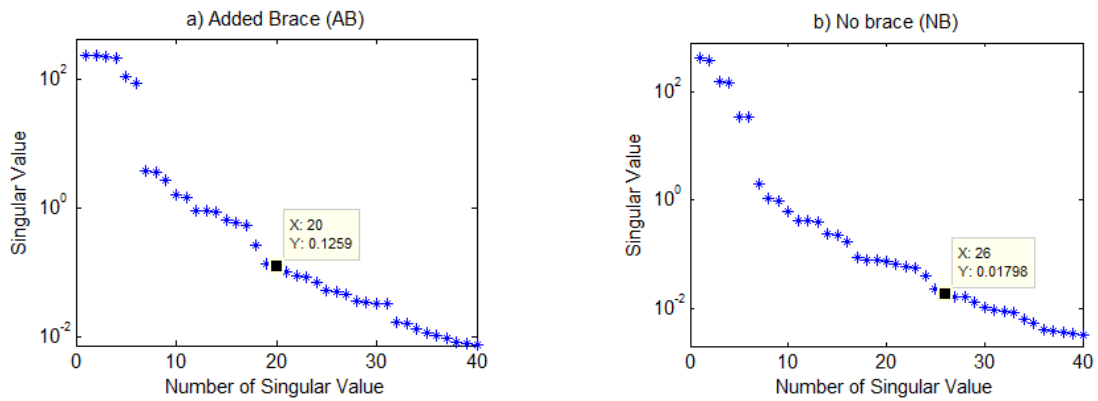 a) Added Brace (AB)
10^2
10^0
10^-2
Singular Value
X: 20
Y: 0.1259
0 10 20 30 40
Number of Singular Value
b) No brace (NB)
10^2
10^0
10^-2
Singular Value
X: 26
Y: 0.01798
0 10 20 30 40
Number of Singular Value